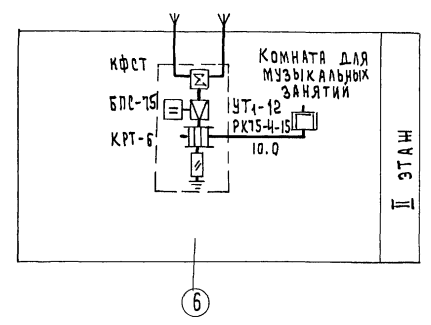 КФСТ
КОМНАТА ДЛЯ
МУЗЫКАЛЬНЫХ
ЗАНЯТИЙ
Σ
БПС-75
УТ1-12
КРТ-6
РК75-4-15
10.0
II ЭТАЖ
6